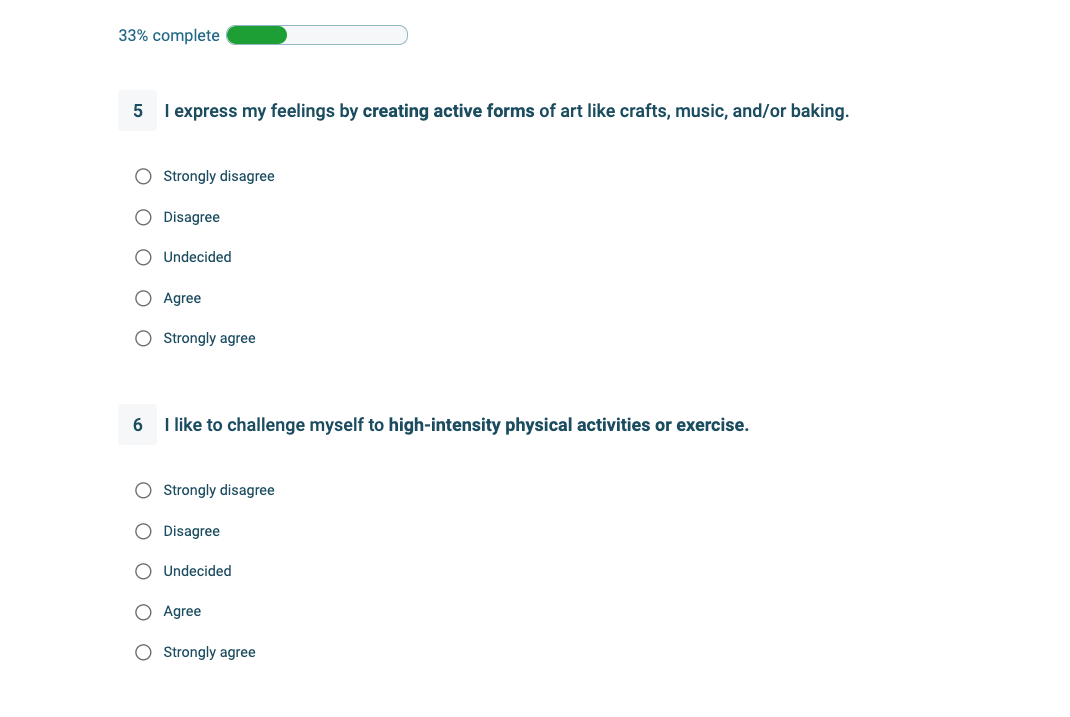 33% complete
5 I express my feelings by creating active forms of art like crafts, music, and/or baking.
Strongly disagree
Disagree
Undecided
Agree
Strongly agree
6 I like to challenge myself to high-intensity physical activities or exercise.
Strongly disagree
Disagree
Undecided
Agree
Strongly agree